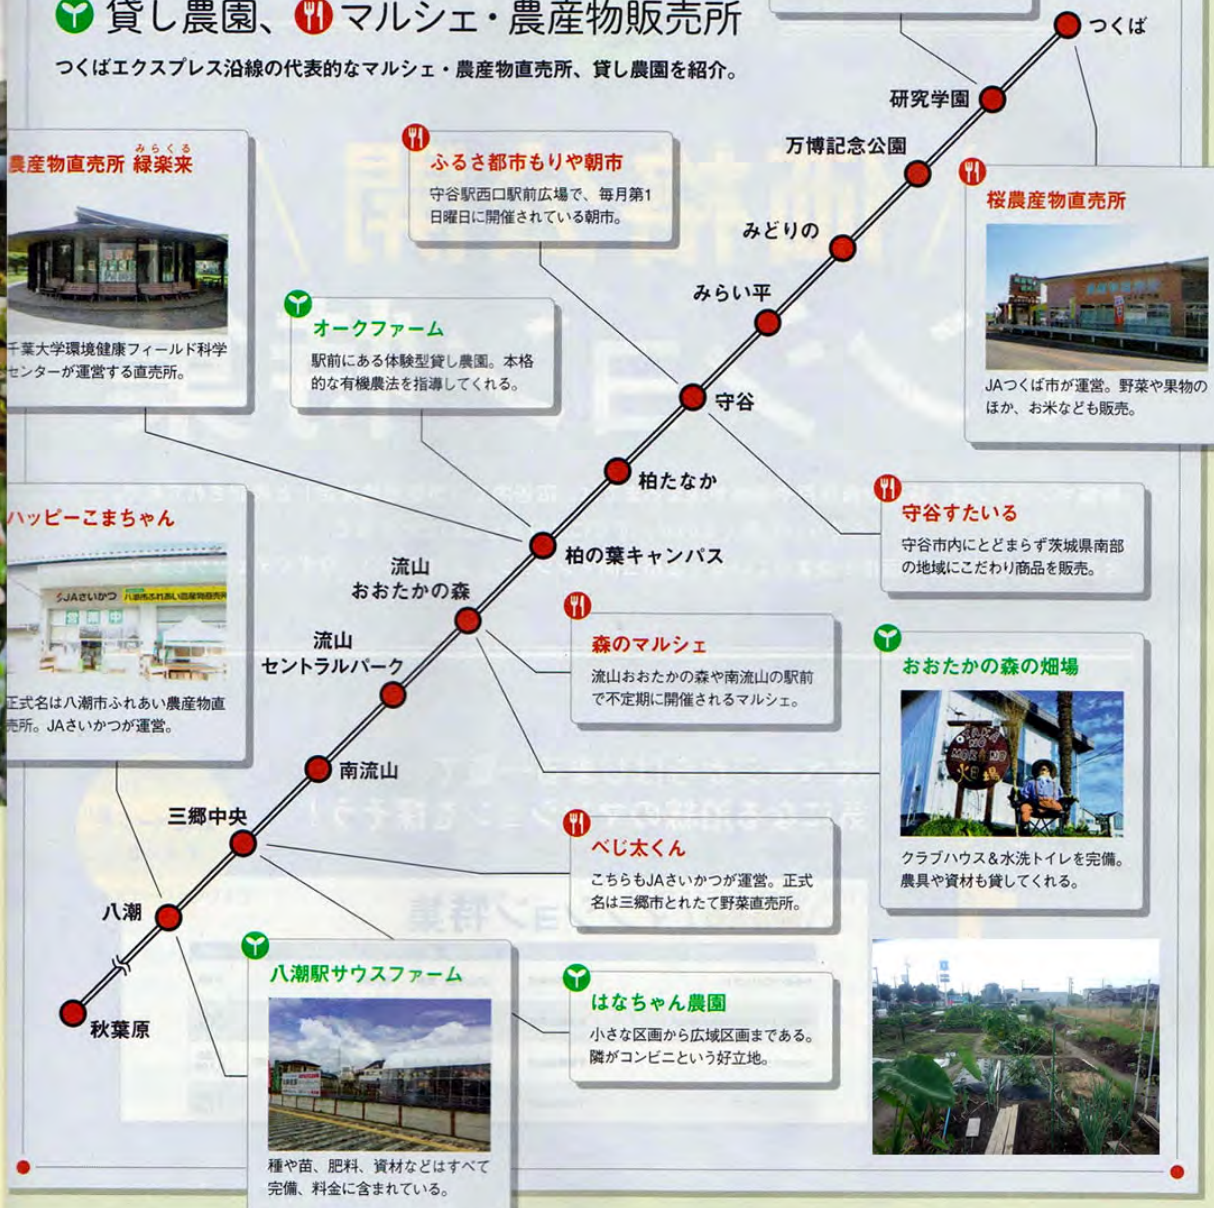 貸し農園、マルシェ・農産物販売所
つくばエクスプレス沿線の代表的なマルシェ・農産物直売所、貸し農園を紹介。
つくば
研究学園
万博記念公園
みどりの
みらい平
守谷
柏たなか
柏の葉キャンパス
流山
おおたかの森
流山
セントラルパーク
南流山
三郷中央
八潮
秋葉原
みらくる
農産物直売所 緑楽来
千葉大学環境健康フィールド科学
センターが運営する直売所。
ふるさ都市もりや朝市
守谷駅西口駅前広場で、毎月第1
日曜日に開催されている朝市。
桜農産物直売所
JAつくば市が運営。野菜や果物の
ほか、お米なども販売。
オークファーム
駅前にある体験型貸し農園。本格
的な有機農法を指導してくれる。
守谷すたいる
守谷市内にとどまらず茨城県南部
の地域にこだわり商品を販売。
ハッピーこまちゃん
JAさいかつ
営業中
正式名は八潮市ふれあい農産物直
売所。JAさいかつが運営。
森のマルシェ
流山おおたかの森や南流山の駅前
で不定期に開催されるマルシェ。
おおたかの森の畑場
OTAKA
NO
MORI NO
火田場
クラブハウス&水洗トイレを完備。
農具や資材も貸してくれる。
べじ太くん
こちらもJAさいかつが運営。正式
名は三郷市とれたて野菜直売所。
八潮駅サウスファーム
種や苗、肥料、資材などはすべて
完備、料金に含まれている。
はなちゃん農園
小さな区画から広域区画まである。
隣がコンビニという好立地。